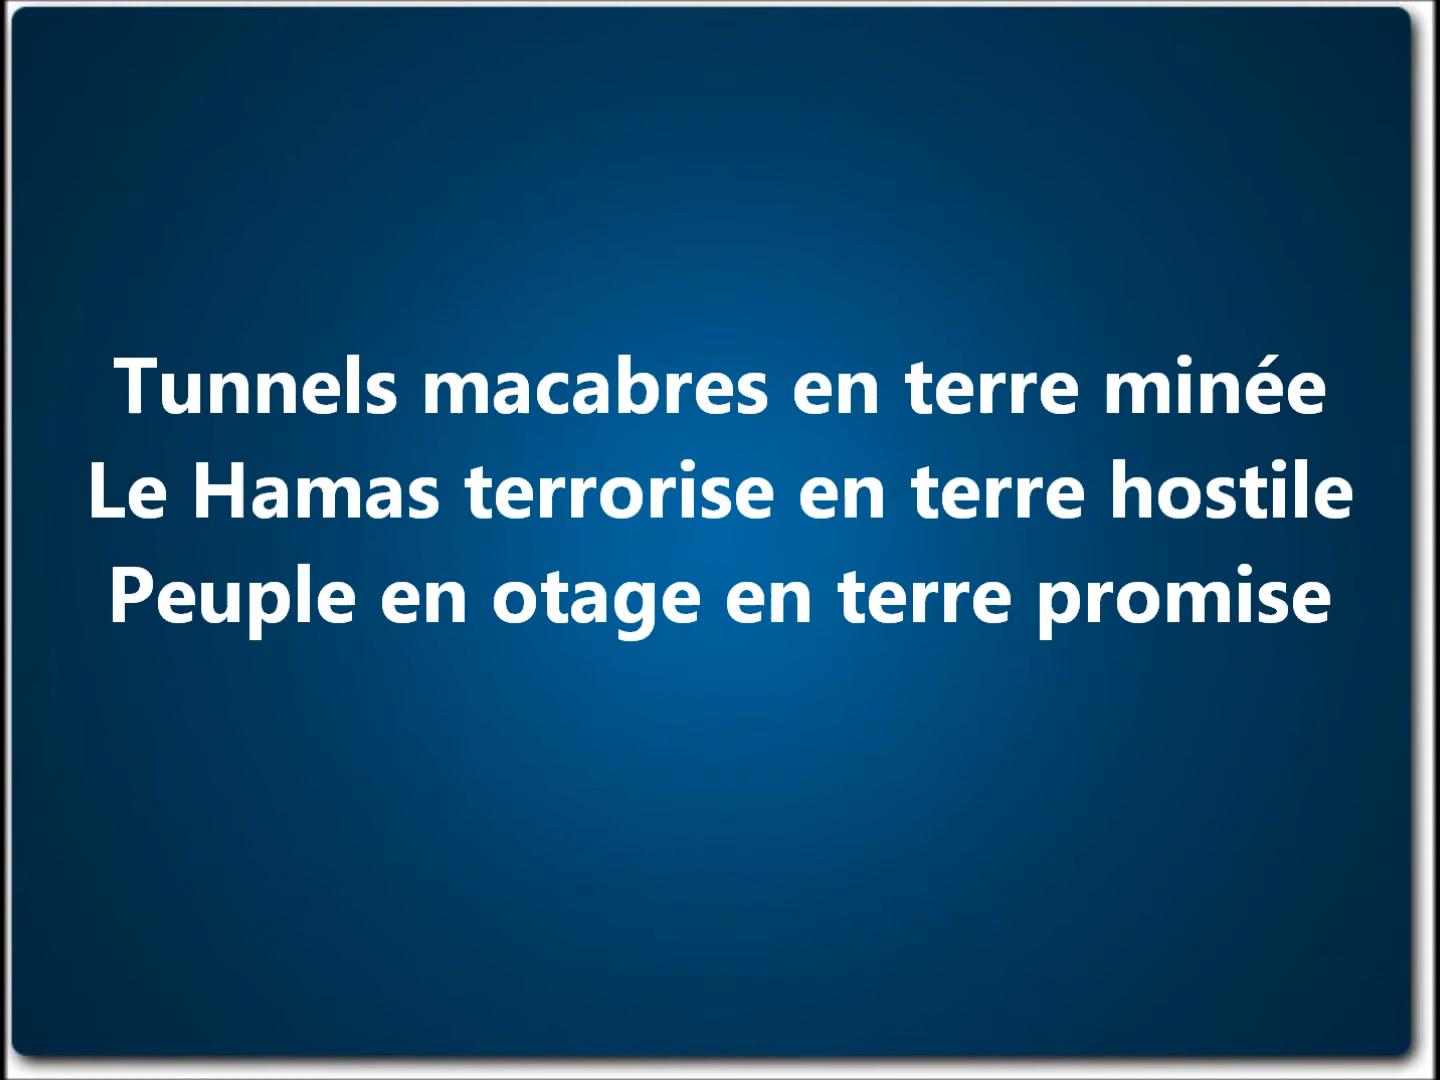 Tunnels macabres en terre minée
Le Hamas terrorise en terre hostile
Peuple en otage en terre promise